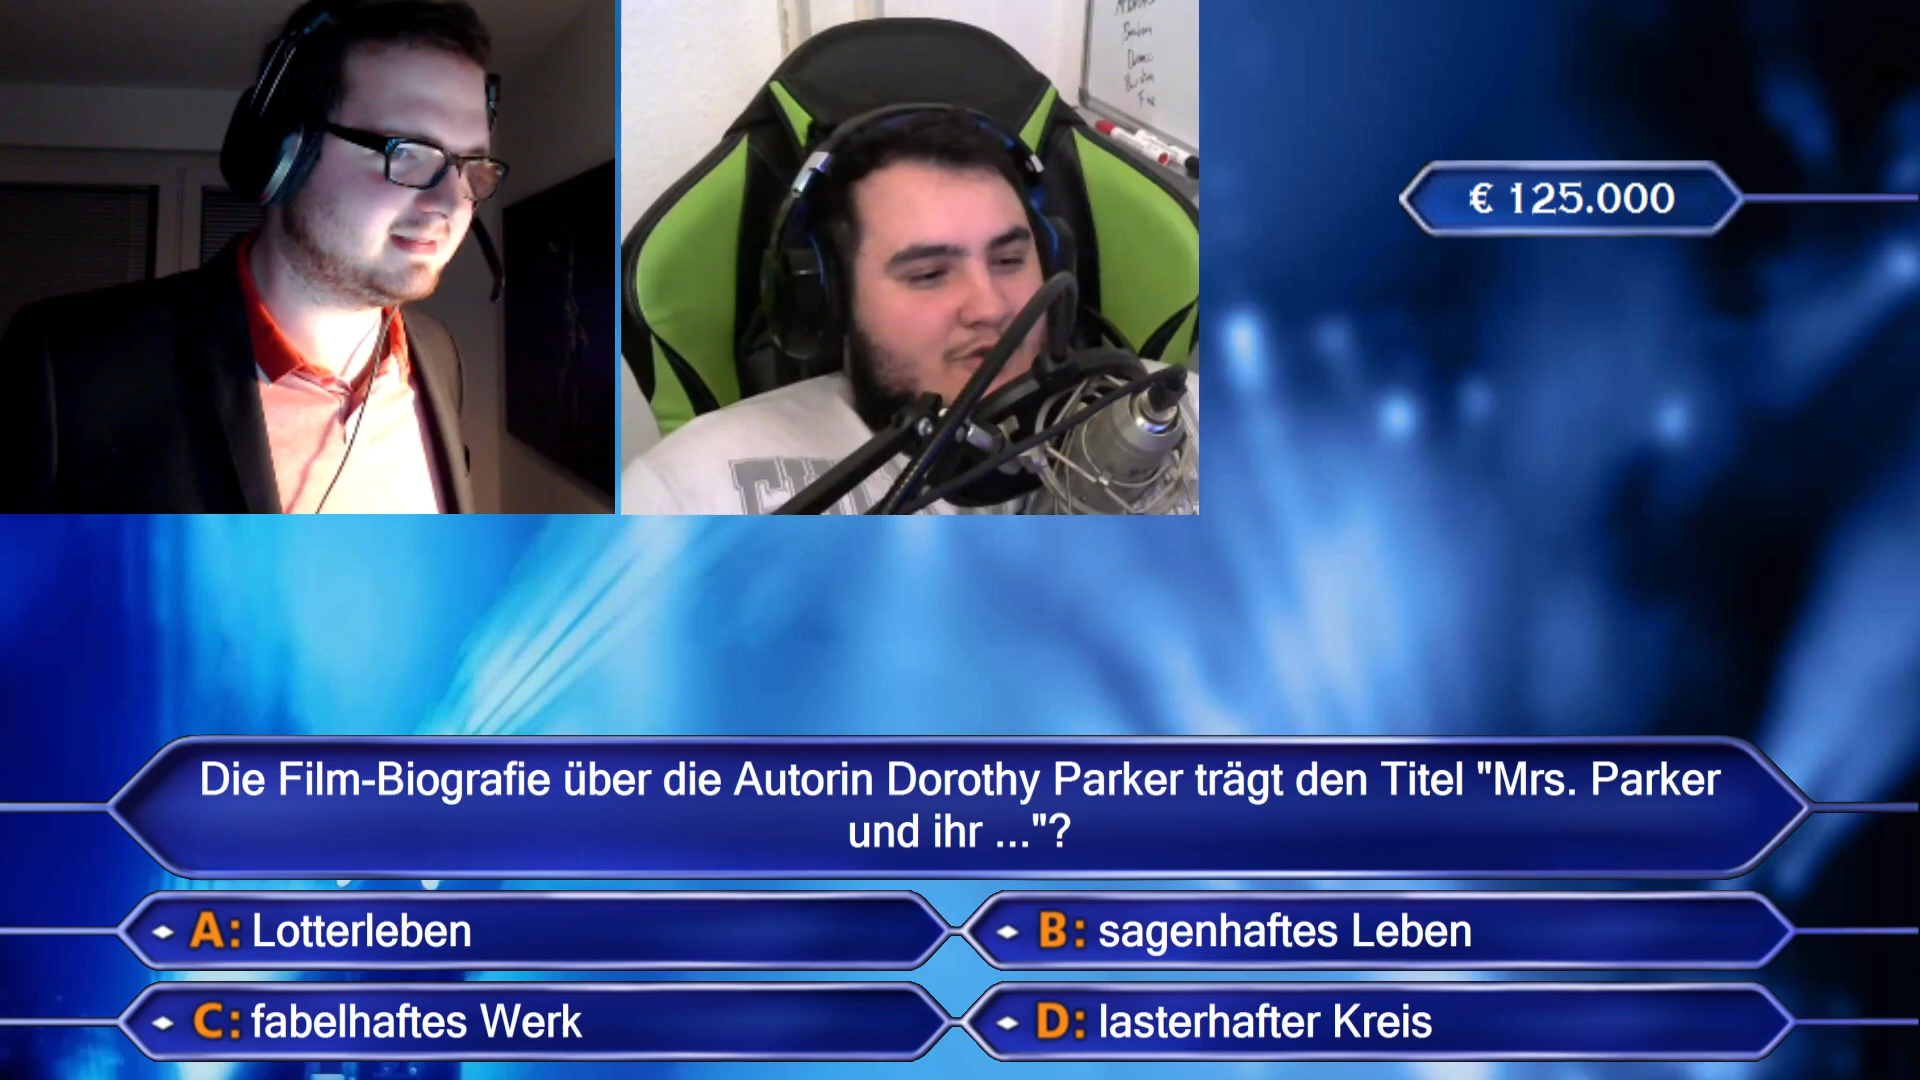 € 125.000
Die Film-Biografie über die Autorin Dorothy Parker trägt den Titel "Mrs. Parker
und ihr ..."?
A: Lotterleben
B: sagenhaftes Leben
C: fabelhaftes Werk
D: lasterhafter Kreis